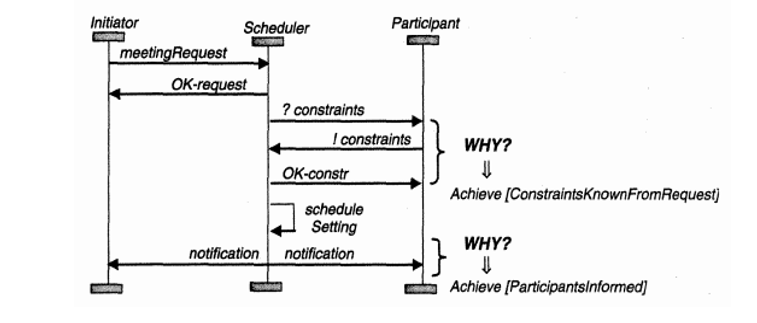 Initiator
Scheduler
Participant
meetingRequest
OK-request
? constraints
! constraints
WHY?
OK-constr
Achieve [ConstraintsKnownFromRequest]
schedule
Setting
notification
notification
WHY?
Achieve [ParticipantsInformed]